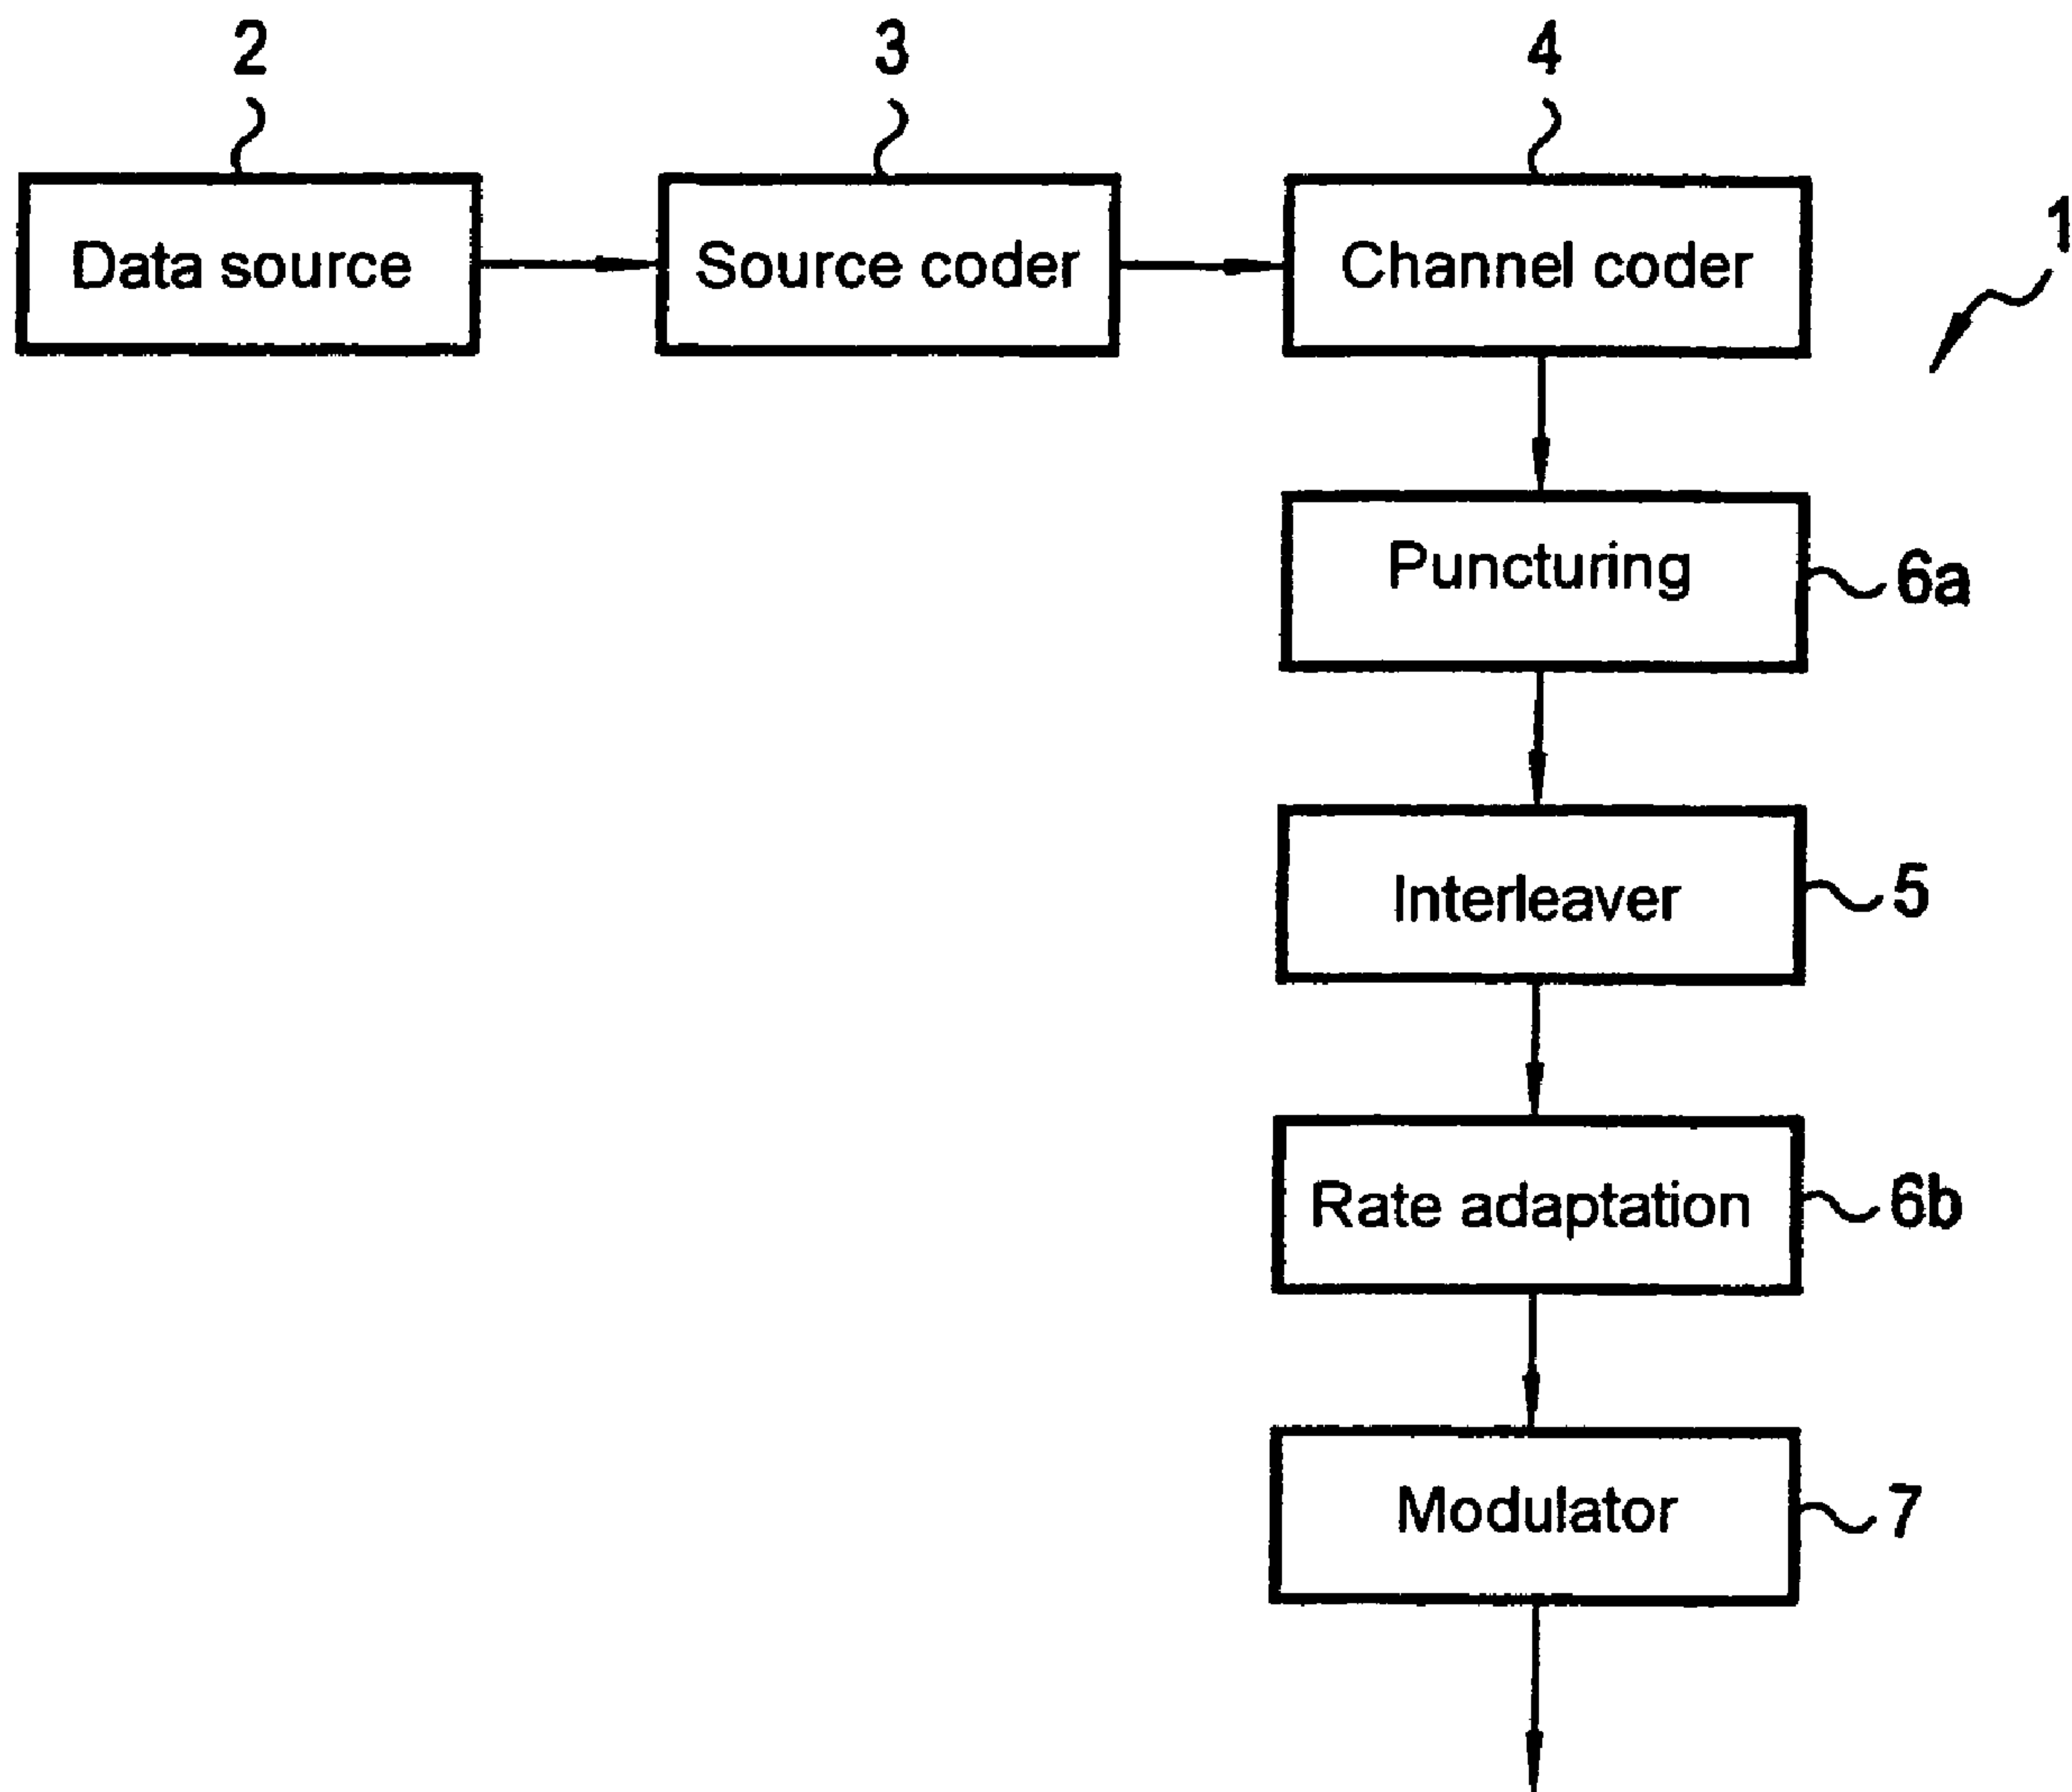 2
3
4
1
Data source
Source coder
Channel coder
Puncturing
6a
Interleaver
5
Rate adaptation
6b
Modulator
7